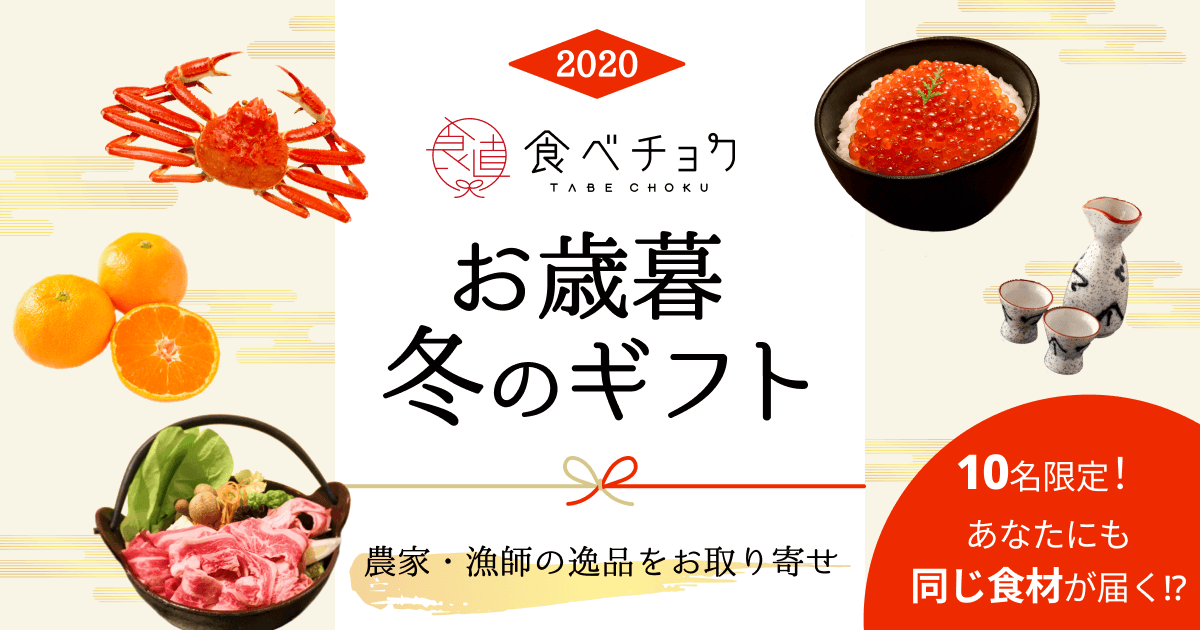 2020
食直
食べチョク
TABE CHOKU
お歳暮
冬のギフト
農家・漁師の逸品をお取り寄せ
10名限定！
あなたにも
同じ食材が届く!?